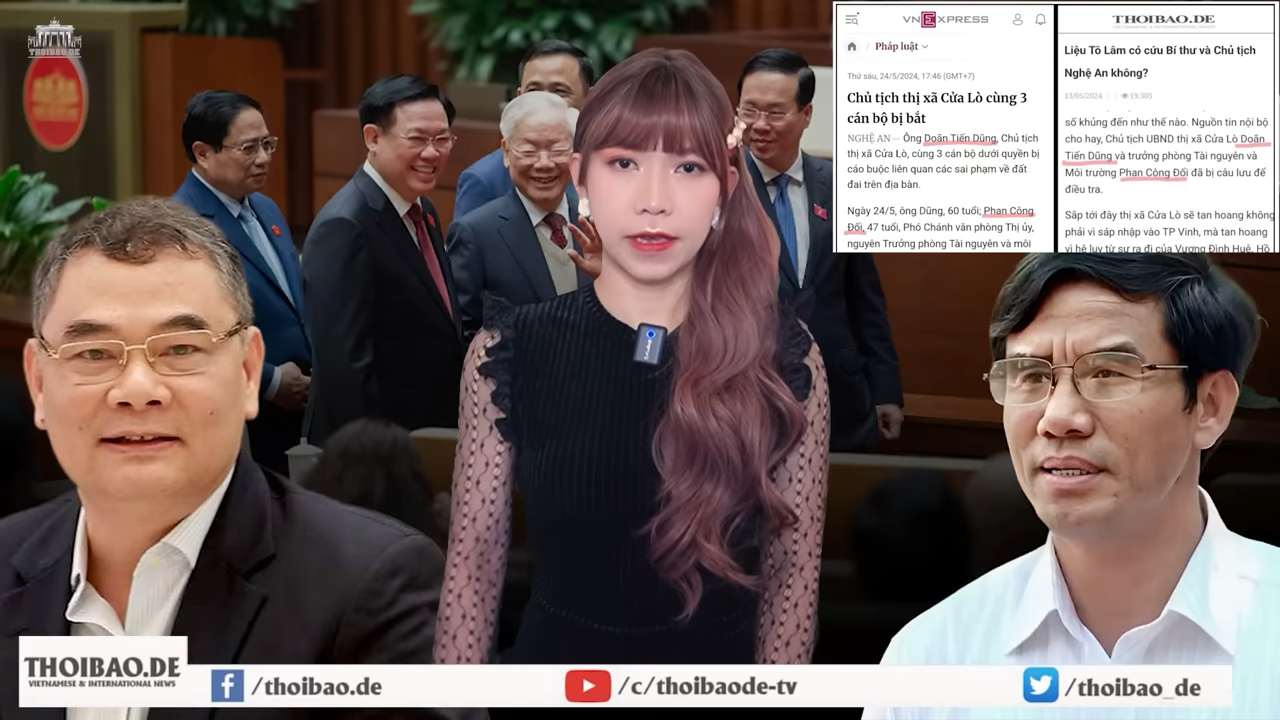 THOIBAO.DE
VNEXPRESS
Pháp luật
Thứ sáu, 24/5/2024, 17:46 (GMT+7)
Chủ tịch thị xã Cửa Lò cùng 3
cán bộ bị bắt
NGHỆ AN — Ông Doãn Tiến Dũng, Chủ tịch
thị xã Cửa Lò, cùng 3 cán bộ dưới quyền bị
cáo buộc liên quan các sai phạm về đất
đai trên địa bàn.
Ngày 24/5, ông Dũng, 60 tuổi; Phan Công
Đối, 47 tuổi, Phó Chánh văn phòng Thị ủy,
nguyên Trưởng phòng Tài nguyên và môi
THOIBAO.DE
Liệu Tô Lâm có cứu Bí thư và Chủ tịch
Nghệ An không?
13/05/2024
19.305
số khủng đến như thế nào. Nguồn tin nội bộ
cho hay, Chủ tịch UBND thị xã Cửa Lò Doãn
Tiến Dũng và trưởng phòng Tài nguyên và
Môi trường Phan Công Đối đã bị câu lưu để
điều tra.
Sắp tới đây thị xã Cửa Lò sẽ tan hoang không
phải vì sáp nhập vào TP Vinh, mà tan hoang
vì hệ lụy từ sự ra đi của Vương Đình Huệ. Hồ
THOIBAO.DE
VIETNAMESE & INTERNATIONAL NEWS
/thoibao.de
/c/thoibaode-tv
/thoibao_de